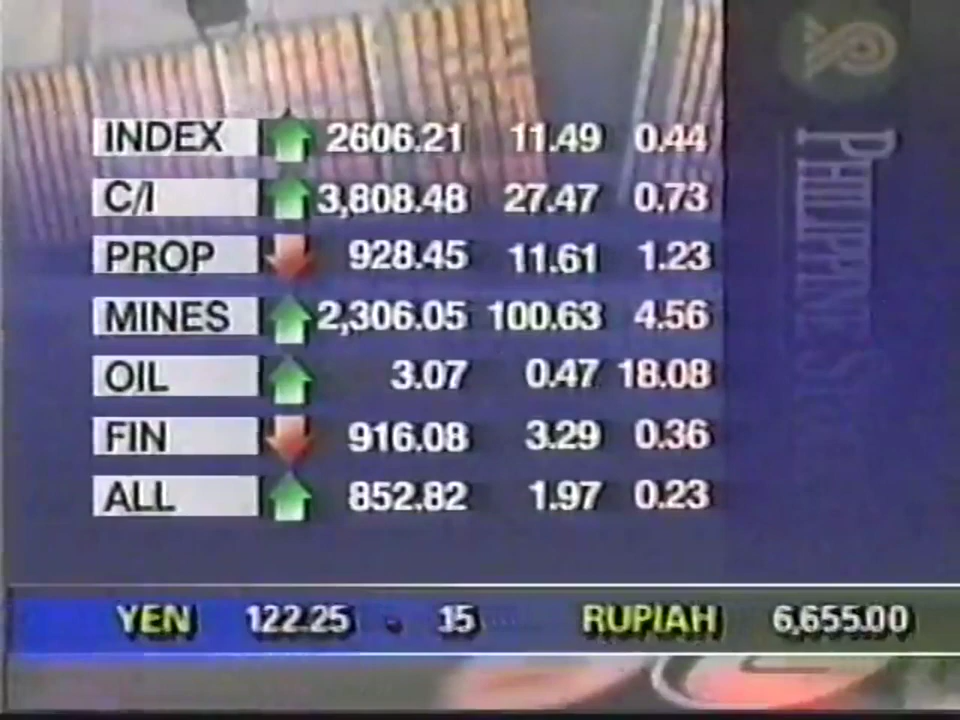 INDEX 2606.21 11.49 0.44
C/I 3,808.48 27.47 0.73
PROP 928.45 11.61 1.23
MINES 2,306.05 100.63 4.56
OIL 3.07 0.47 18.08
FIN 916.08 3.29 0.36
ALL 852.82 1.97 0.23
PHILIPPINE
YEN 122.25 - 15 RUPIAH 6,655.00